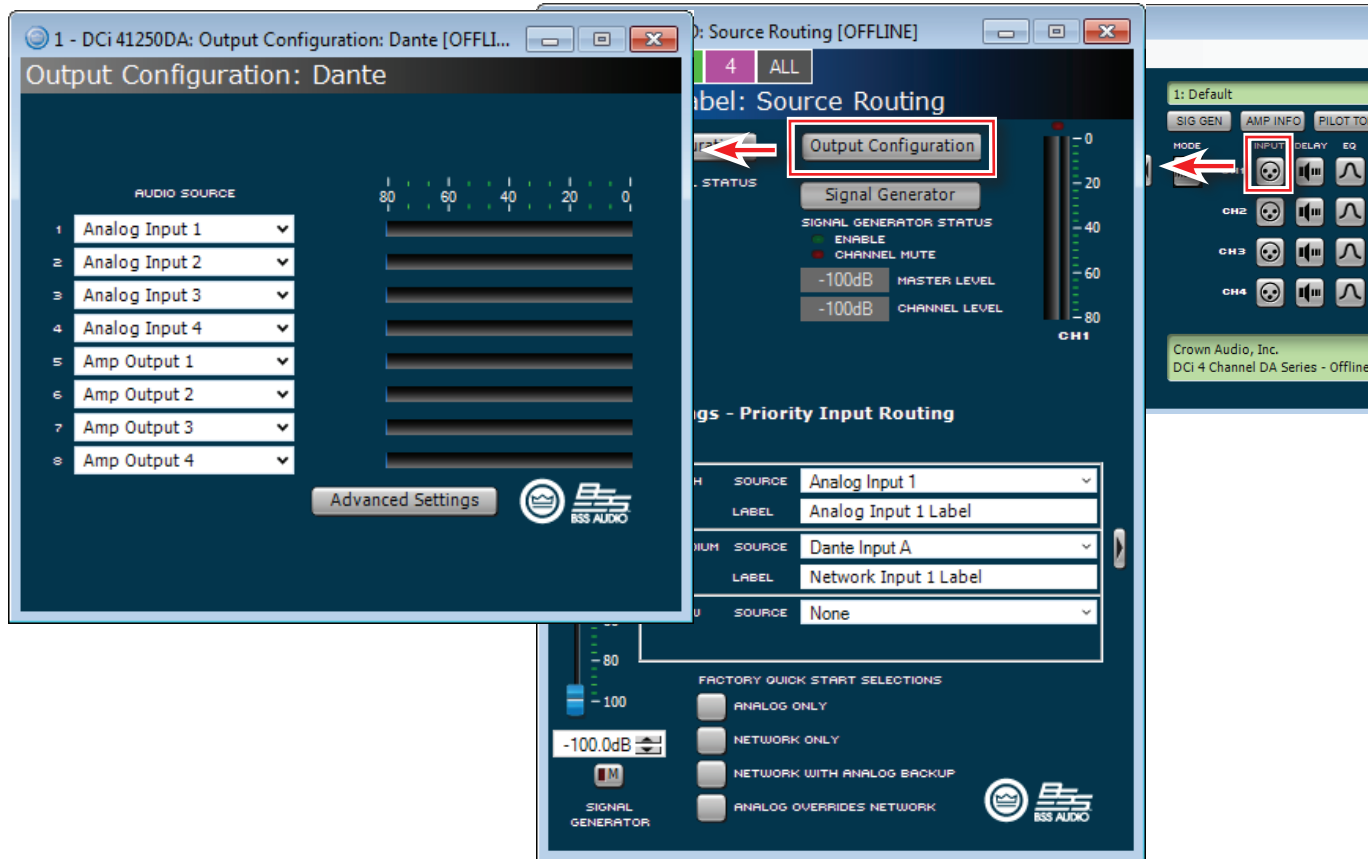 1 - DCi 41250DA: Output Configuration: Dante [OFFLI...
Output Configuration: Dante
AUDIO SOURCE
80 60 40 20 0
1 Analog Input 1
2 Analog Input 2
3 Analog Input 3
4 Analog Input 4
5 Amp Output 1
6 Amp Output 2
7 Amp Output 3
8 Amp Output 4
Advanced Settings
BSS AUDIO
: Source Routing [OFFLINE]
4 ALL
abel: Source Routing
Output Configuration
STATUS
Signal Generator
SIGNAL GENERATOR STATUS
ENABLE
CHANNEL MUTE
-100dB MASTER LEVEL
-100dB CHANNEL LEVEL
0
20
40
60
80
CH1
gs - Priority Input Routing
H SOURCE Analog Input 1
LABEL Analog Input 1 Label
DIUM SOURCE Dante Input A
LABEL Network Input 1 Label
SOURCE None
80
100
-100.0dB
M
SIGNAL
GENERATOR
FACTORY QUICK START SELECTIONS
ANALOG ONLY
NETWORK ONLY
NETWORK WITH ANALOG BACKUP
ANALOG OVERRIDES NETWORK
BSS AUDIO
1: Default
SIG GEN AMP INFO PILOT TO
MODE INPUT DELAY EQ
CH1
CH2
CH3
CH4
Crown Audio, Inc.
DCi 4 Channel DA Series - Offline